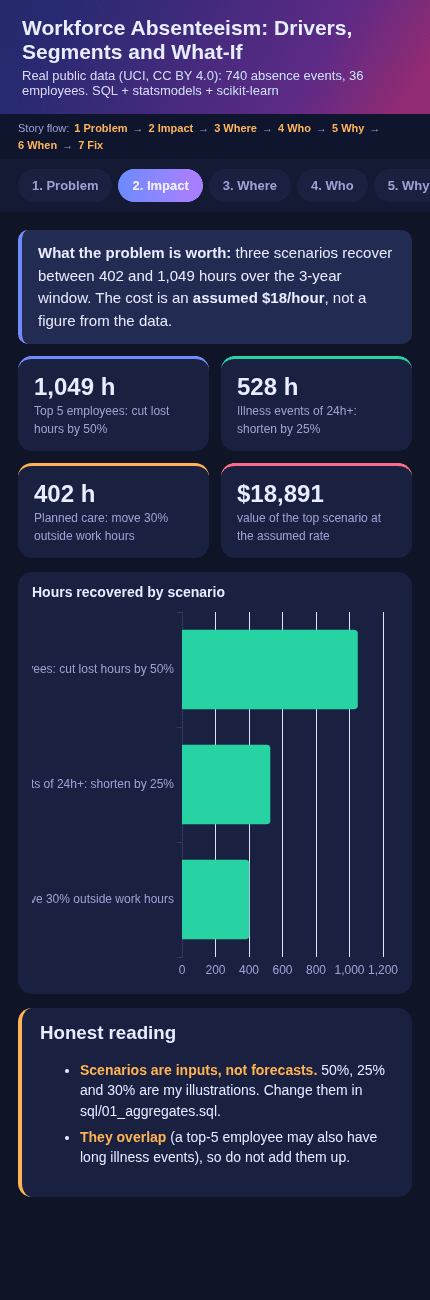 Workforce Absenteeism: Drivers,
Segments and What-If
Real public data (UCI, CC BY 4.0): 740 absence events, 36
employees. SQL + statsmodels + scikit-learn
Story flow: 1 Problem → 2 Impact → 3 Where → 4 Who → 5 Why →
6 When → 7 Fix
1. Problem 2. Impact 3. Where 4. Who 5. Why
What the problem is worth: three scenarios recover
between 402 and 1,049 hours over the 3-year
window. The cost is an assumed $18/hour, not a
figure from the data.
1,049 h
Top 5 employees: cut lost
hours by 50%
528 h
Illness events of 24h+:
shorten by 25%
402 h
Planned care: move 30%
outside work hours
$18,891
value of the top scenario at
the assumed rate
Hours recovered by scenario
yees: cut lost hours by 50%
ts of 24h+: shorten by 25%
ve 30% outside work hours
0 200 400 600 800 1,000 1,200
Honest reading
• Scenarios are inputs, not forecasts. 50%, 25%
and 30% are my illustrations. Change them in
sql/01_aggregates.sql.
• They overlap (a top-5 employee may also have
long illness events), so do not add them up.